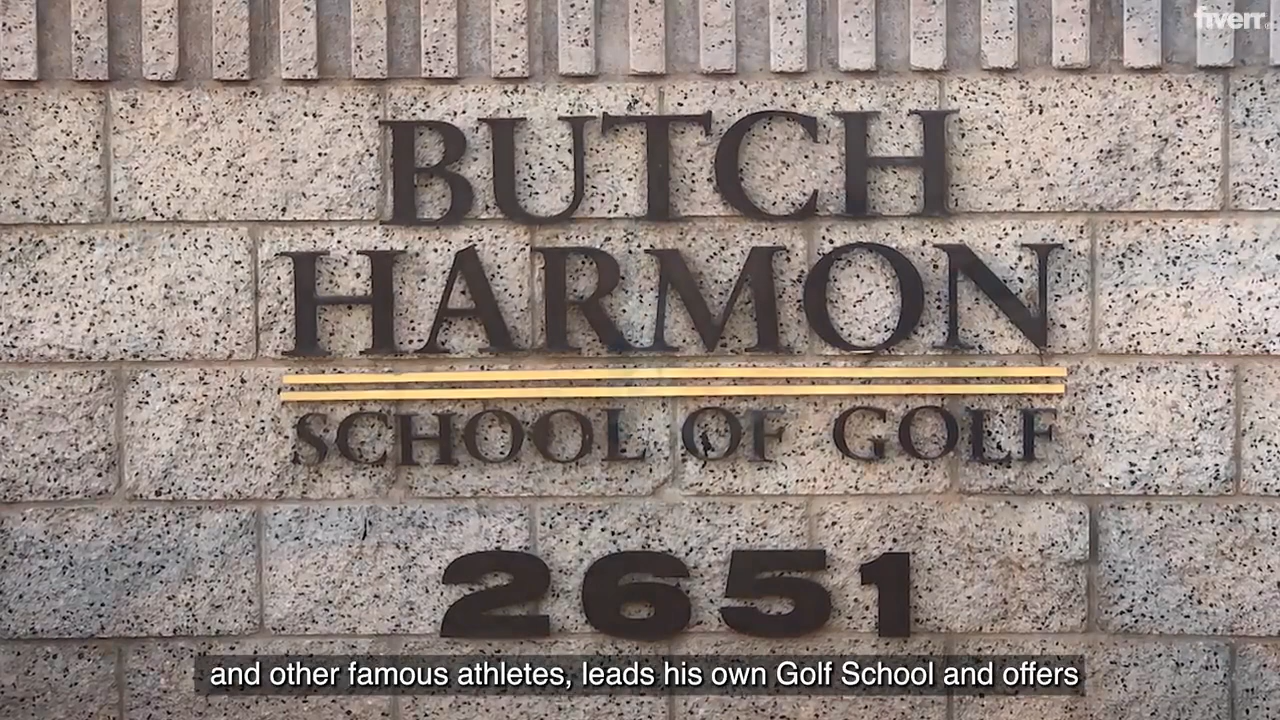 fiverr
BUTCH
HARMON
SCHOOL OF GOLF
2651
and other famous athletes, leads his own Golf School and offers